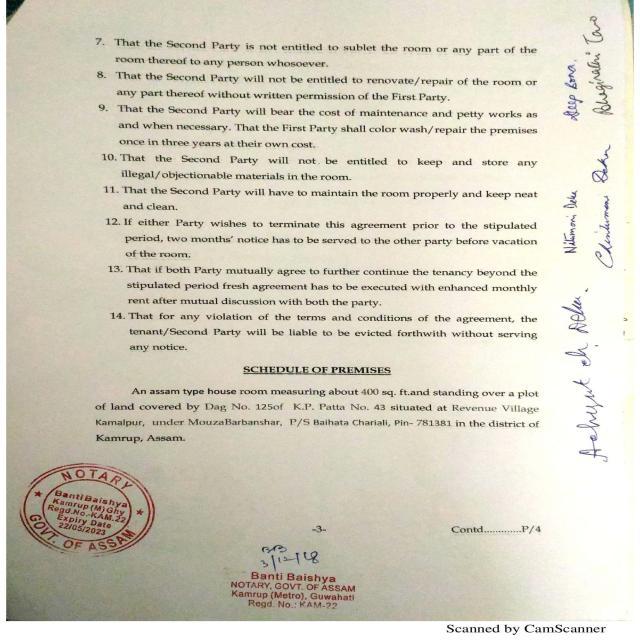 7. That the Second Party is not entitled to sublet the room or any part of the
room thereof to any person whosoever.
8. That the Second Party will not be entitled to renovate/repair of the room or
any part thereof without written permission of the First Party.
9. That the Second Party will bear the cost of maintenance and petty works as
and when necessary. That the First Party shall color wash/repair the premises
once in three years at their own cost.
10. That the Second Party will not be entitled to keep and store any
illegal/objectionable materials in the room.
11. That the Second Party will have to maintain the room properly and keep neat
and clean.
12. If either Party wishes to terminate this agreement prior to the stipulated
period, two months' notice has to be served to the other party before vacation
of the room.
13. That if both Party mutually agree to further continue the tenancy beyond the
stipulated period fresh agreement has to be executed with enhanced monthly
rent after mutual discussion with both the party.
14. That for any violation of the terms and conditions of the agreement, the
tenant/Second Party will be liable to be evicted forthwith without serving
any notice.
SCHEDULE OF PREMISES
An assam type house room measuring about 400 sq. ft.and standing over a plot
of land covered by Dag No. 125of K.P. Patta No. 43 situated at Revenue Village
Kamalpur, under MouzaBarbanshar, P/S Baihata Chariali, Pin- 781381 in the district of
Kamrup, Assam.
NOTARY
Banti Baishya
Kamrup (M) Ghy
Regd.No.-KAM-22
Expiry Date
22/05/2023
GOVT. OF ASSAM
-3-
Contd.............P/4
BB
3/12/18
Banti Baishya
NOTARY, GOVT. OF ASSAM
Kamrup (Metro), Guwahati
Regd. No.: KAM-22
Achyut ch. Deka.
Nitumoni Deka
Deep Bora.
Deka
Scanned by CamScanner